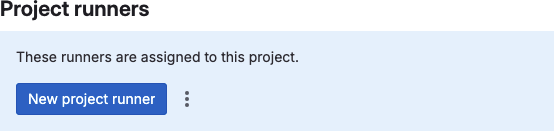 Project runners
These runners are assigned to this project.
New project runner